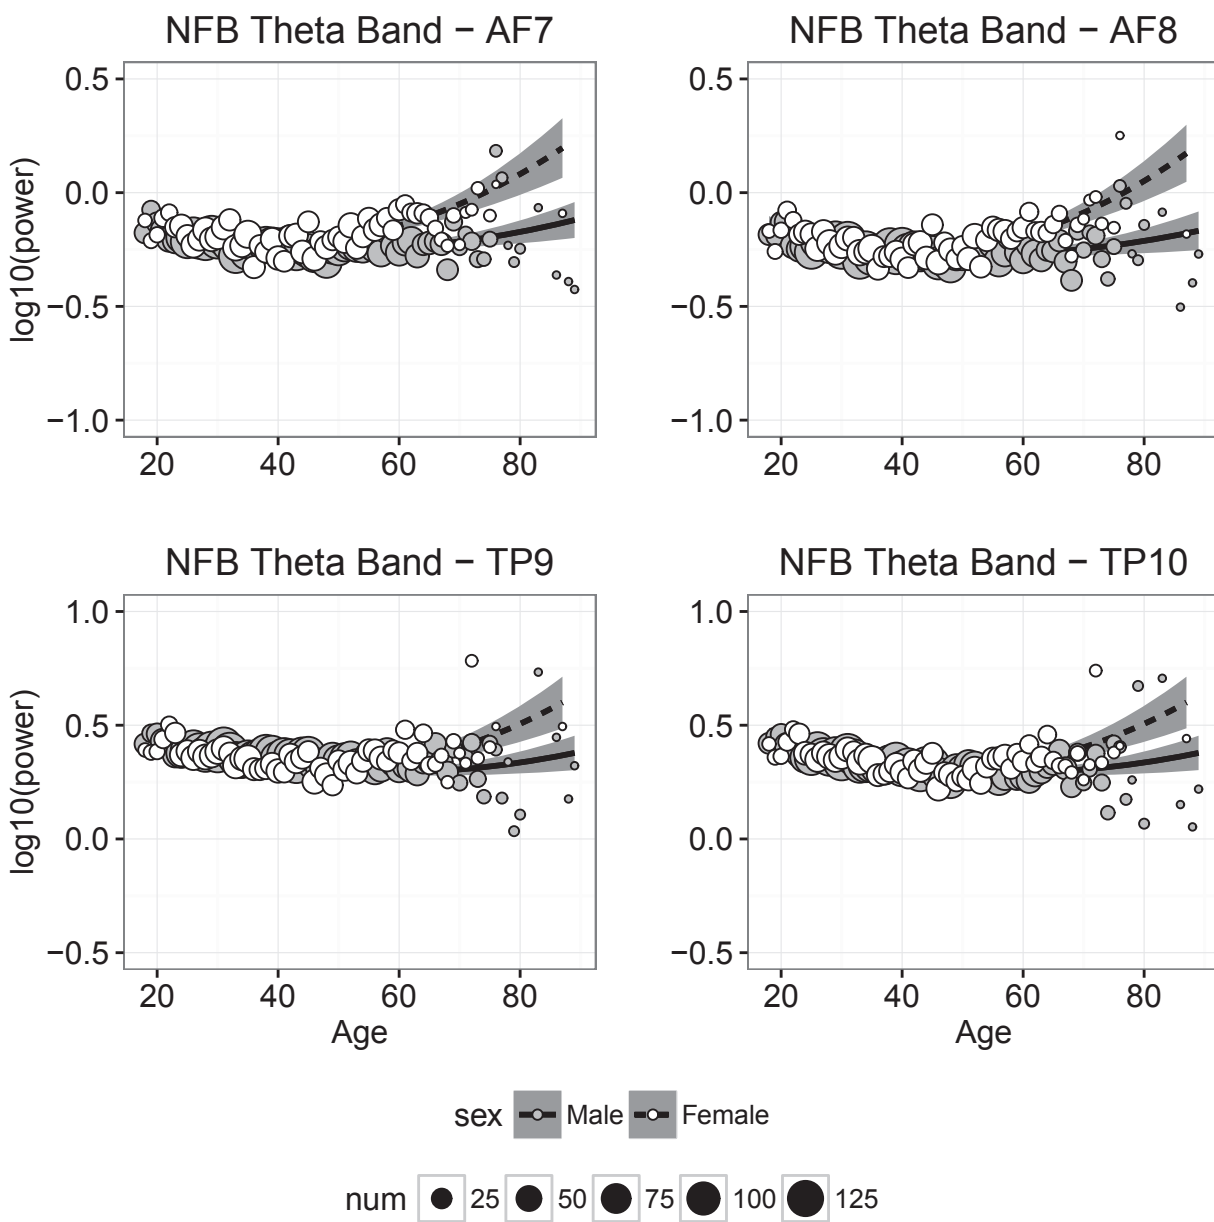 NFB Theta Band − AF7
NFB Theta Band − AF8
log10(power)
0.5
0.0
−0.5
−1.0
20 40 60 80
0.5
0.0
−0.5
−1.0
20 40 60 80
NFB Theta Band − TP9
NFB Theta Band − TP10
log10(power)
1.0
0.5
0.0
−0.5
20 40 60 80
Age
1.0
0.5
0.0
−0.5
20 40 60 80
Age
sex Male Female
num 25 50 75 100 125